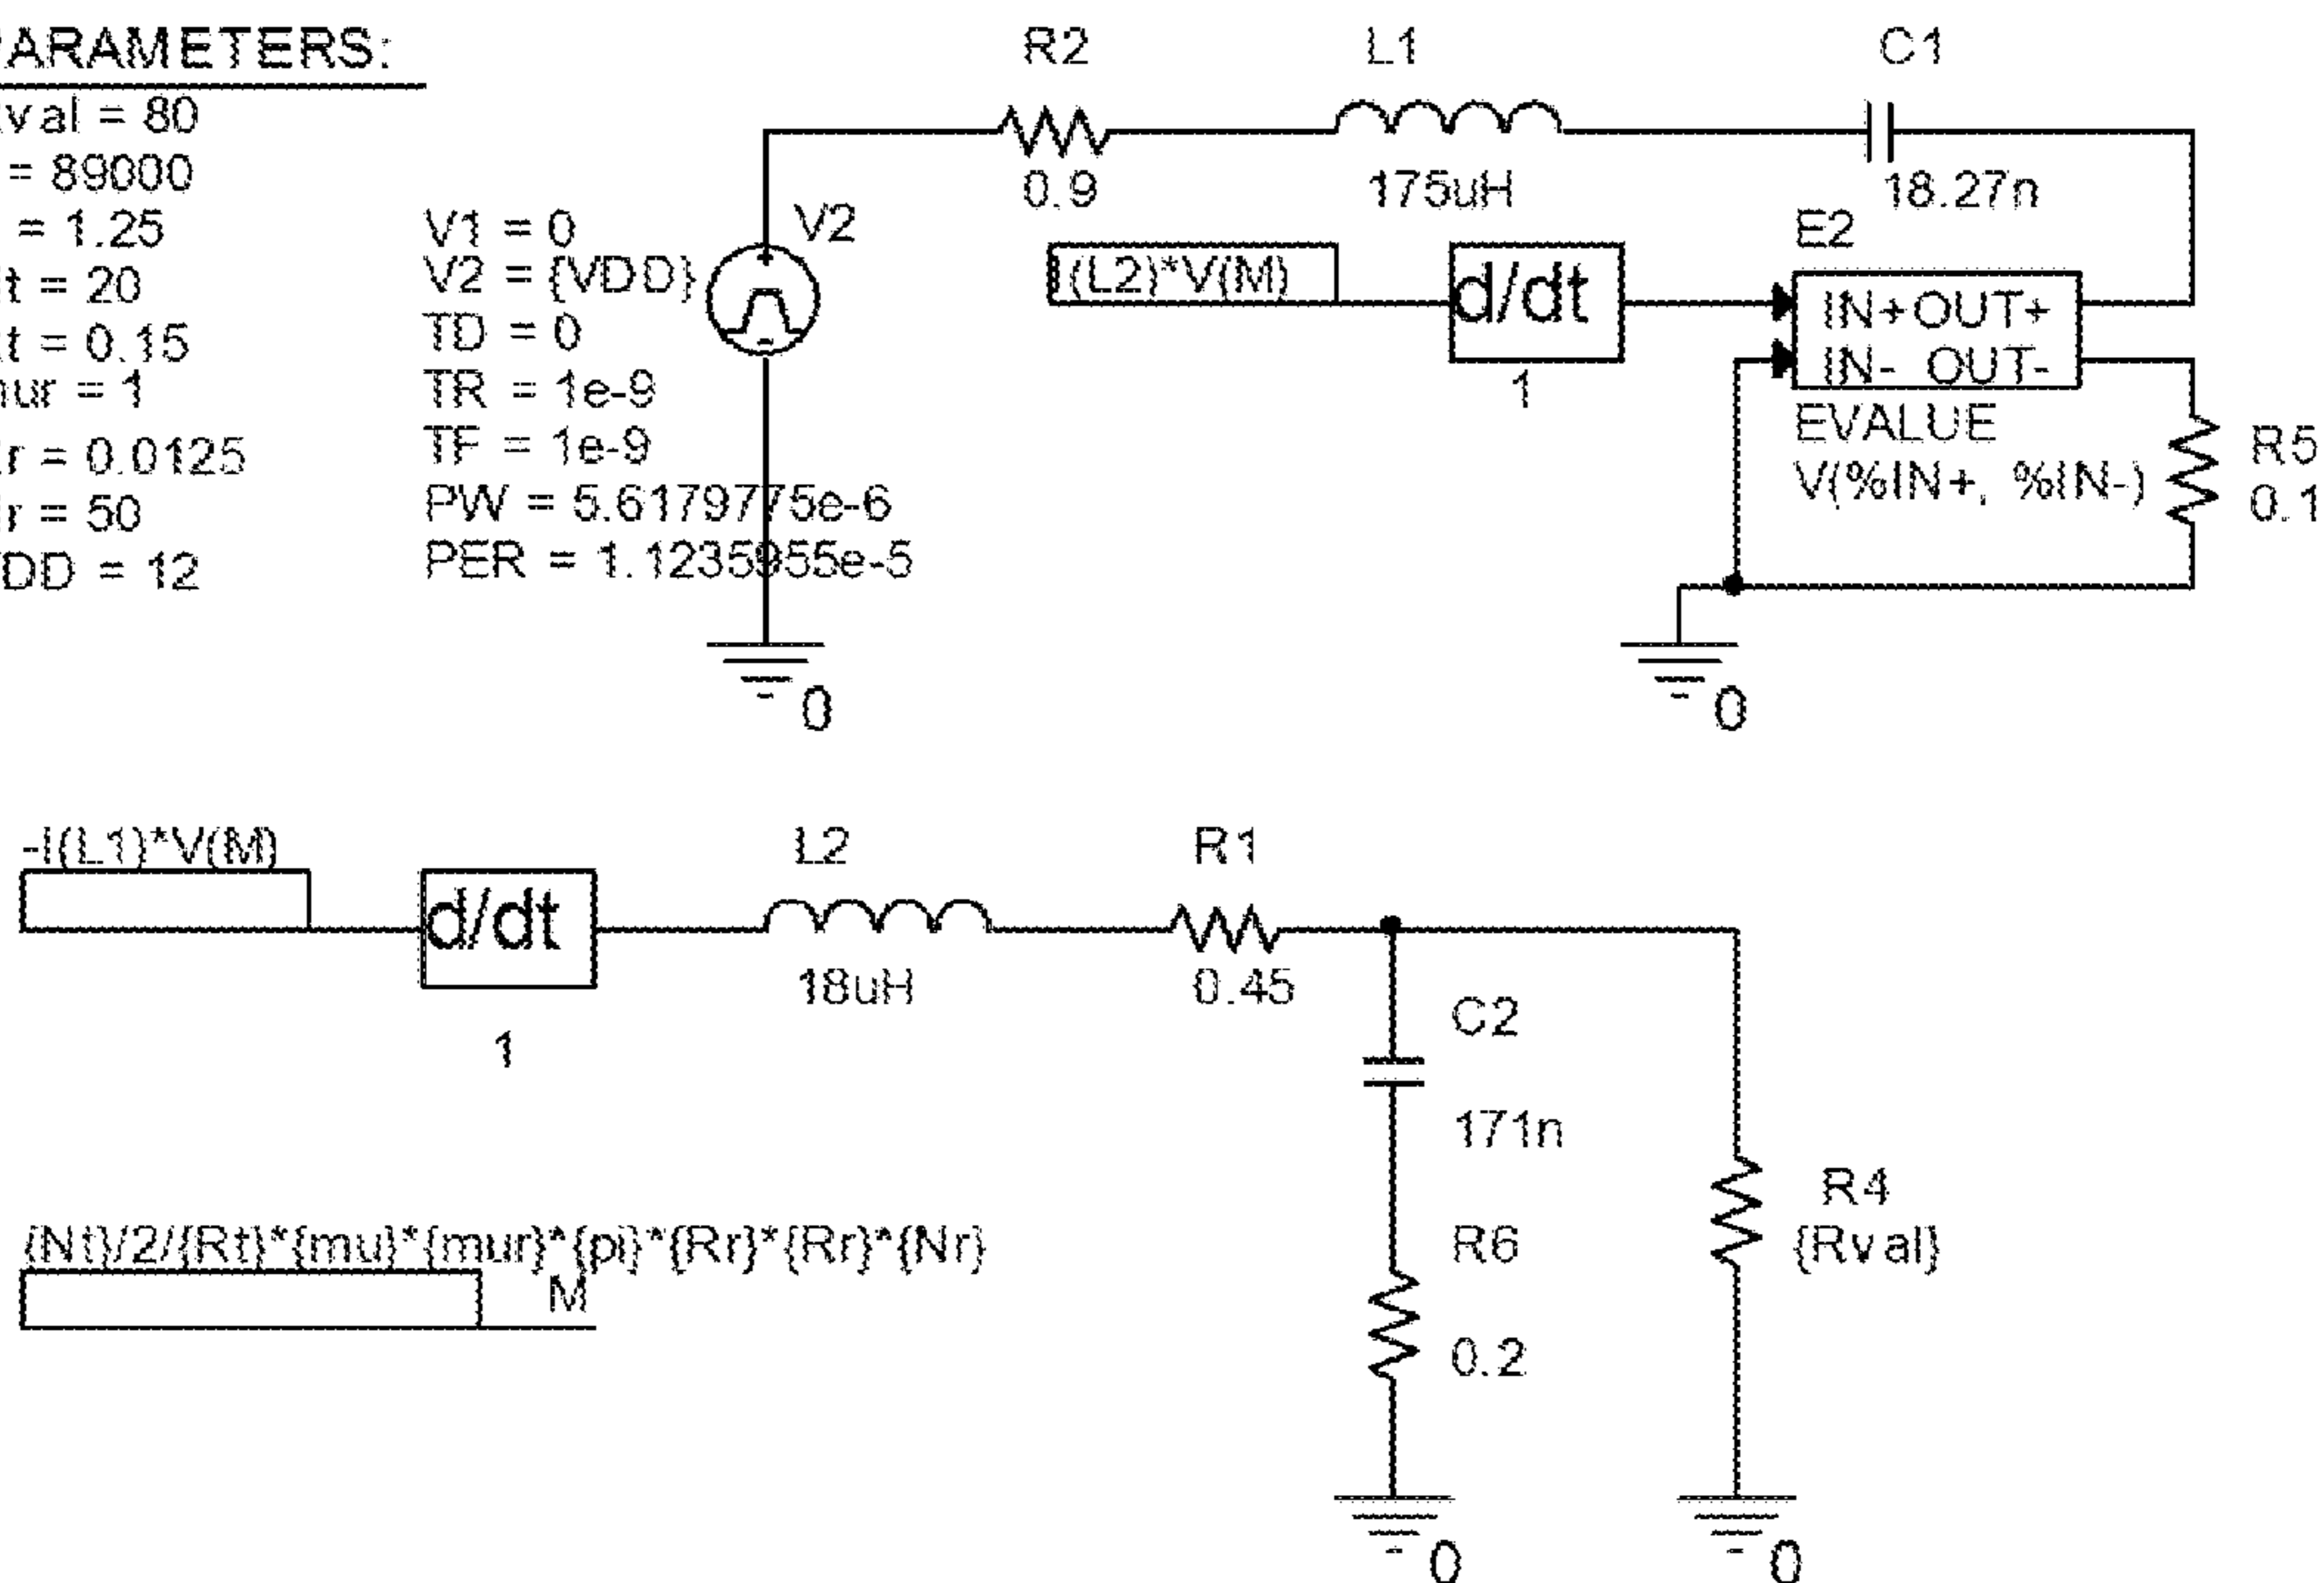 PARAMETERS:
val = 80
= 89000
= 1.25
t = 20
t = 0.15
mur = 1
r = 0.0125
r = 50
VDD = 12
V1 = 0
V2 = {VDD}
TD = 0
TR = 1e-9
TF = 1e-9
PW = 5.6179775e-6
PER = 1.1235955e-5
V2
R2
0.9
L1
175uH
C1
18.27n
I(L2)*V(M)
d/dt
1
E2
IN+ OUT+
IN- OUT-
EVALUE
V(%IN+, %IN-)
R5
0.1
0
0
-I(L1)*V(M)
d/dt
1
L2
18uH
R1
0.45
C2
171n
R6
0.2
R4
{Rval}
0
0
{Nt}/2/{Rt}*{mu}*{mur}*{pi}*{Rr}*{Rr}*{Nr}
M